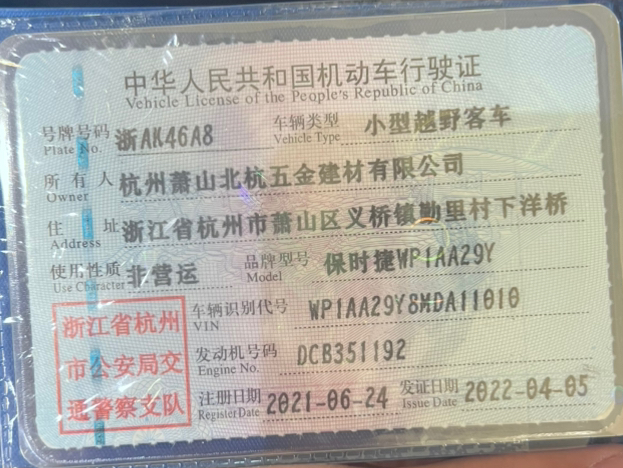 中华人民共和国机动车行驶证
Vehicle License of the People's Republic of China
号牌号码 浙AK46A8 车辆类型 小型越野客车
Plate No. Vehicle Type
所有人 杭州萧山北杭五金建材有限公司
Owner
住址 浙江省杭州市萧山区义桥镇勤里村下洋桥
Address
使用性质 非营运 品牌型号 保时捷WP1AA29Y
Use Character Model
浙江省杭州
市公安局交
通警察支队
车辆识别代号 WP1AA29Y8MDA11010
VIN
发动机号码 DCB351192
Engine No.
注册日期 2021-06-24 发证日期 2022-04-05
Register Date Issue Date